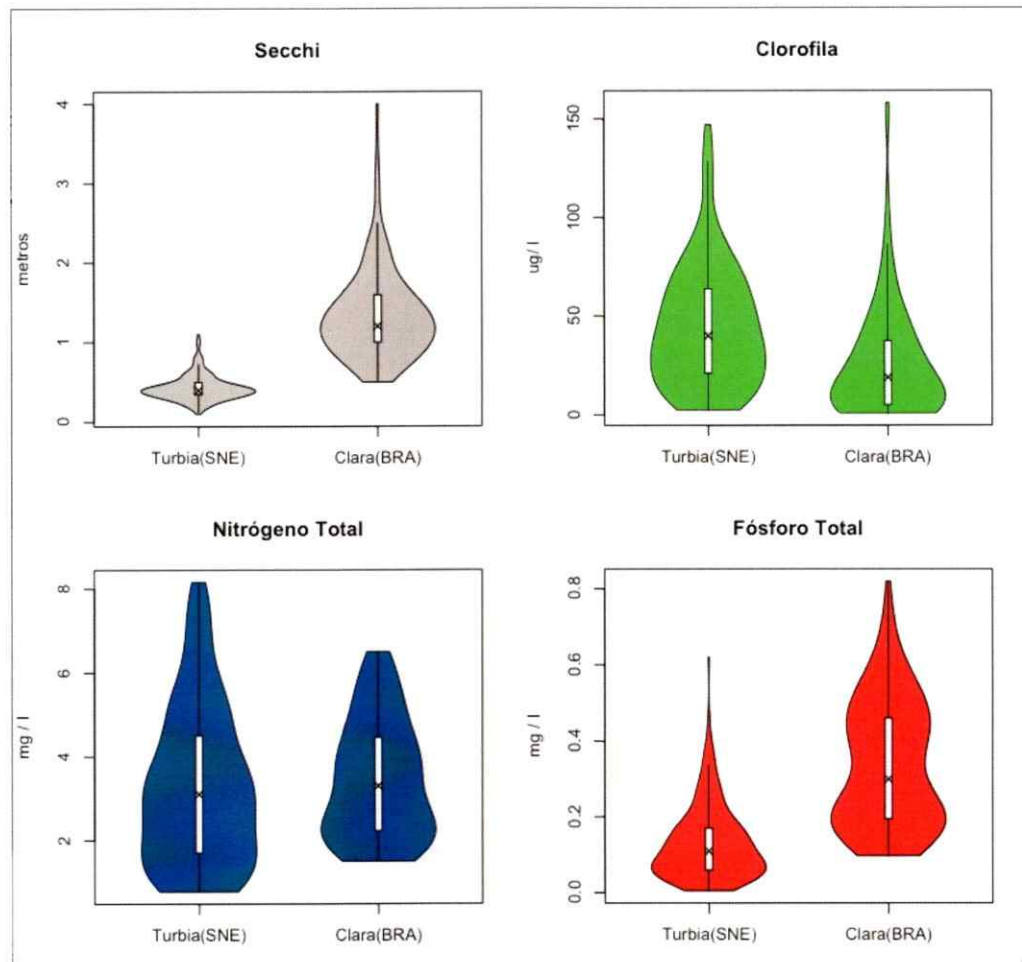 Secchi
metros
0
1
2
3
4
Turbia(SNE)
Clara(BRA)
Clorofila
ug/ l
0
50
100
150
Turbia(SNE)
Clara(BRA)
Nitrógeno Total
mg / l
2
4
6
8
Turbia(SNE)
Clara(BRA)
Fósforo Total
mg / l
0.0
0.2
0.4
0.6
0.8
Turbia(SNE)
Clara(BRA)